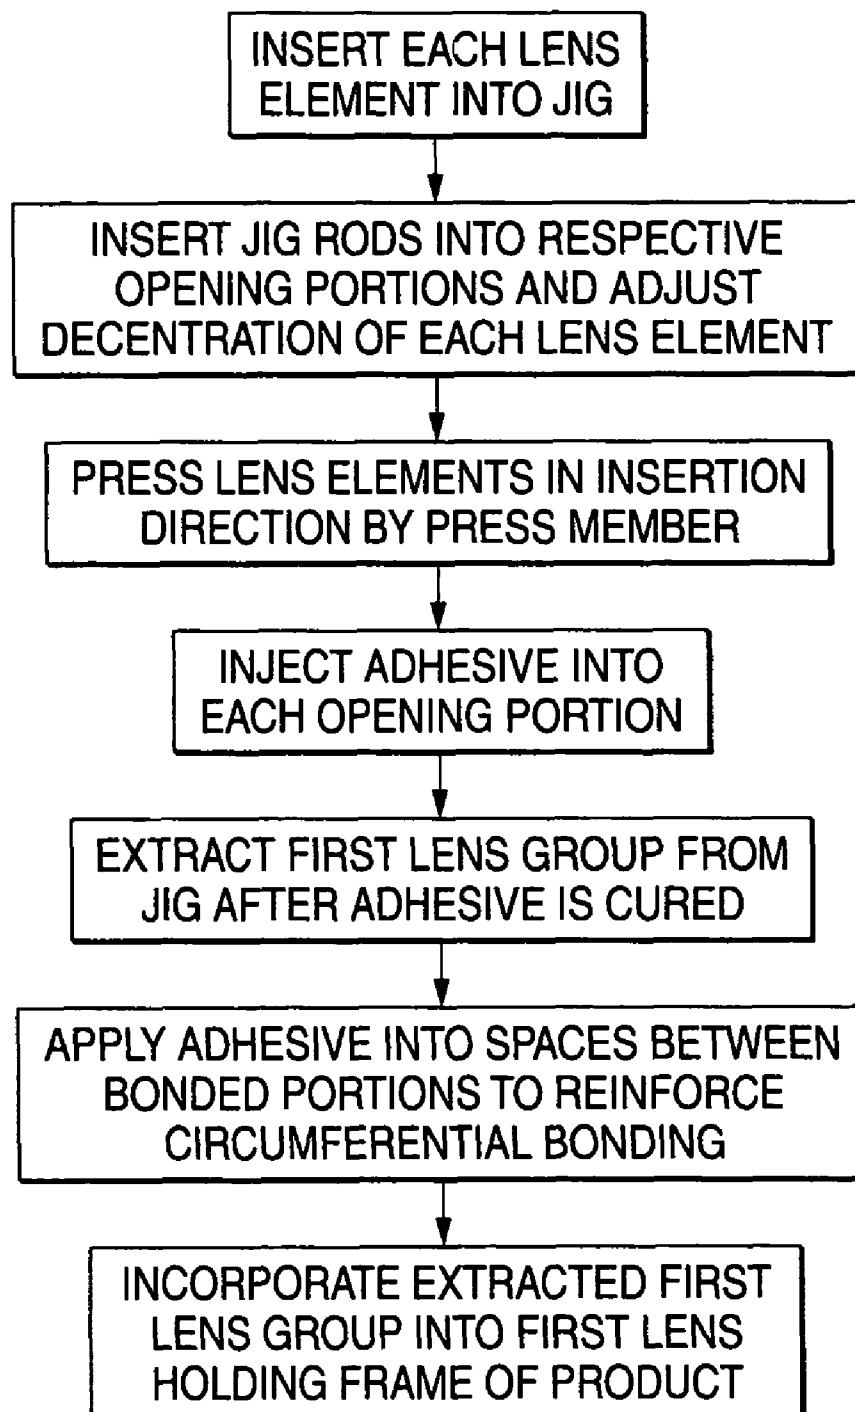 INSERT EACH LENS
ELEMENT INTO JIG
INSERT JIG RODS INTO RESPECTIVE
OPENING PORTIONS AND ADJUST
DECENTRATION OF EACH LENS ELEMENT
PRESS LENS ELEMENTS IN INSERTION
DIRECTION BY PRESS MEMBER
INJECT ADHESIVE INTO
EACH OPENING PORTION
EXTRACT FIRST LENS GROUP FROM
JIG AFTER ADHESIVE IS CURED
APPLY ADHESIVE INTO SPACES BETWEEN
BONDED PORTIONS TO REINFORCE
CIRCUMFERENTIAL BONDING
INCORPORATE EXTRACTED FIRST
LENS GROUP INTO FIRST LENS
HOLDING FRAME OF PRODUCT